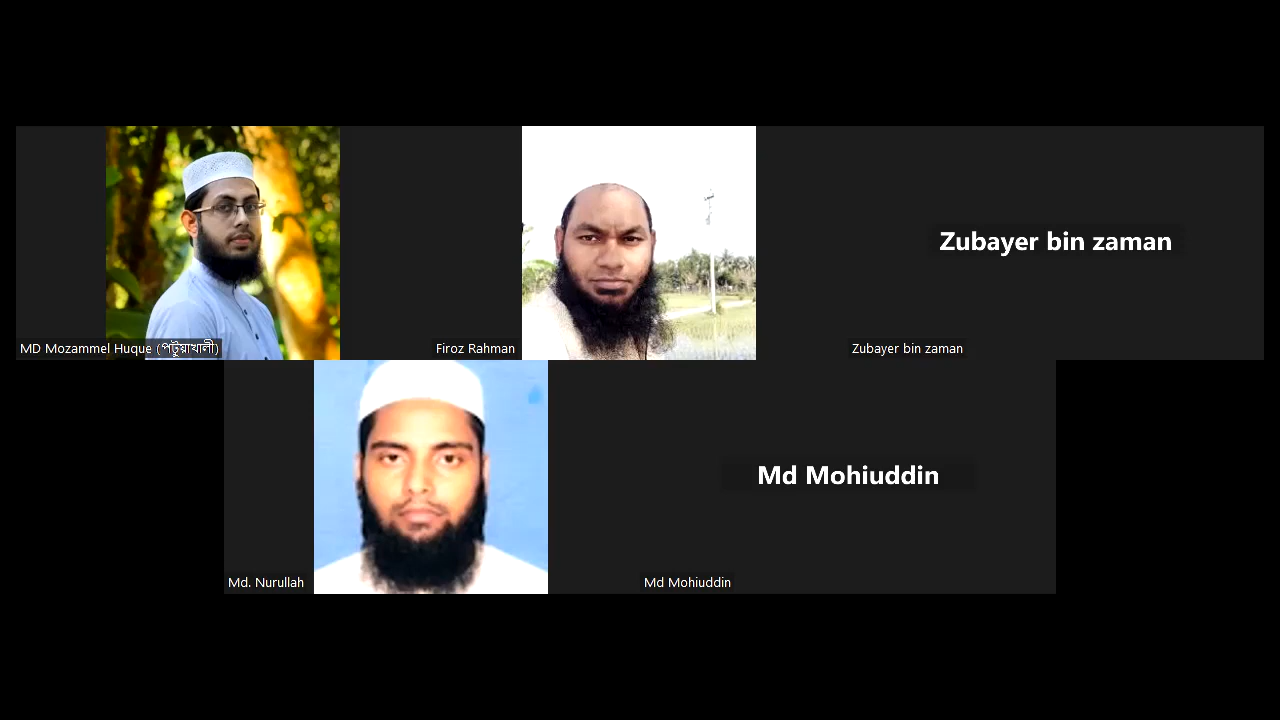 MD Mozammel Huque (পটুয়াখালী)
Firoz Rahman
Zubayer bin zaman
Zubayer bin zaman
Md. Nurullah
Md Mohiuddin
Md Mohiuddin